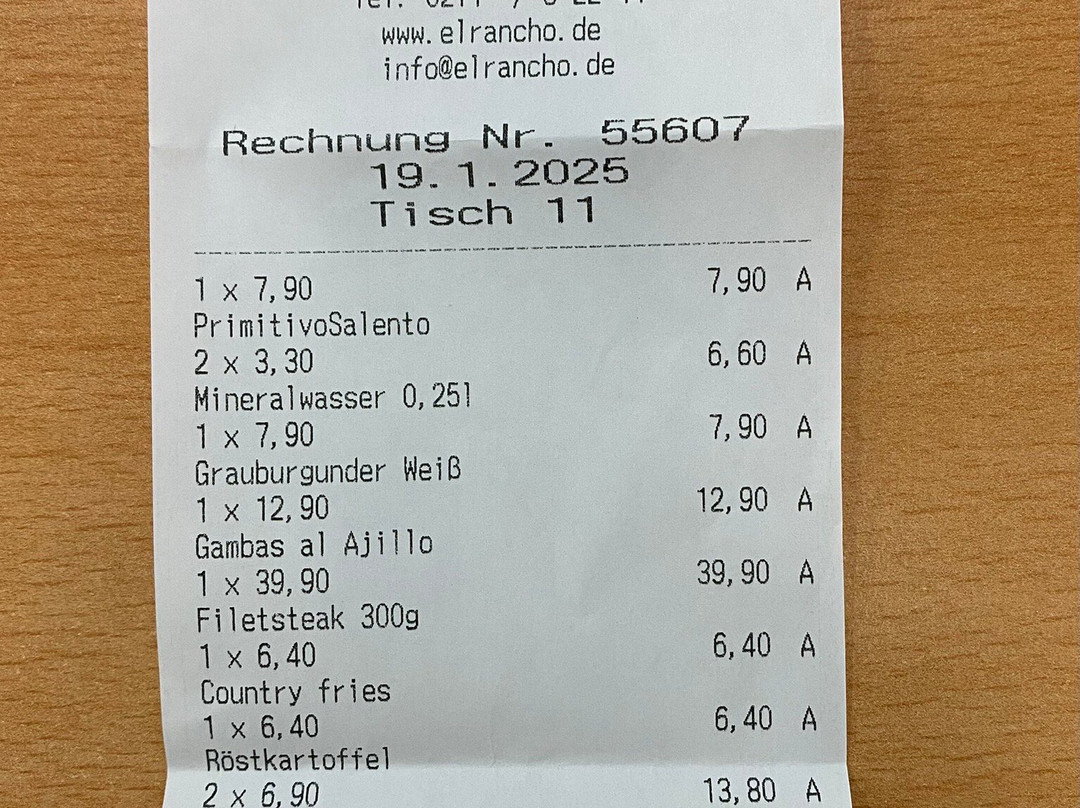 www.elrancho.de
info@elrancho.de
Rechnung Nr. 55607
19.1.2025
Tisch 11
1 x 7,90 7,90 A
PrimitivoSalento
2 x 3,30 6,60 A
Mineralwasser 0,25l
1 x 7,90 7,90 A
Grauburgunder Weiß
1 x 12,90 12,90 A
Gambas al Ajillo
1 x 39,90 39,90 A
Filetsteak 300g
1 x 6,40 6,40 A
Country fries
1 x 6,40 6,40 A
Röstkartoffel
2 x 6,90 13,80 A